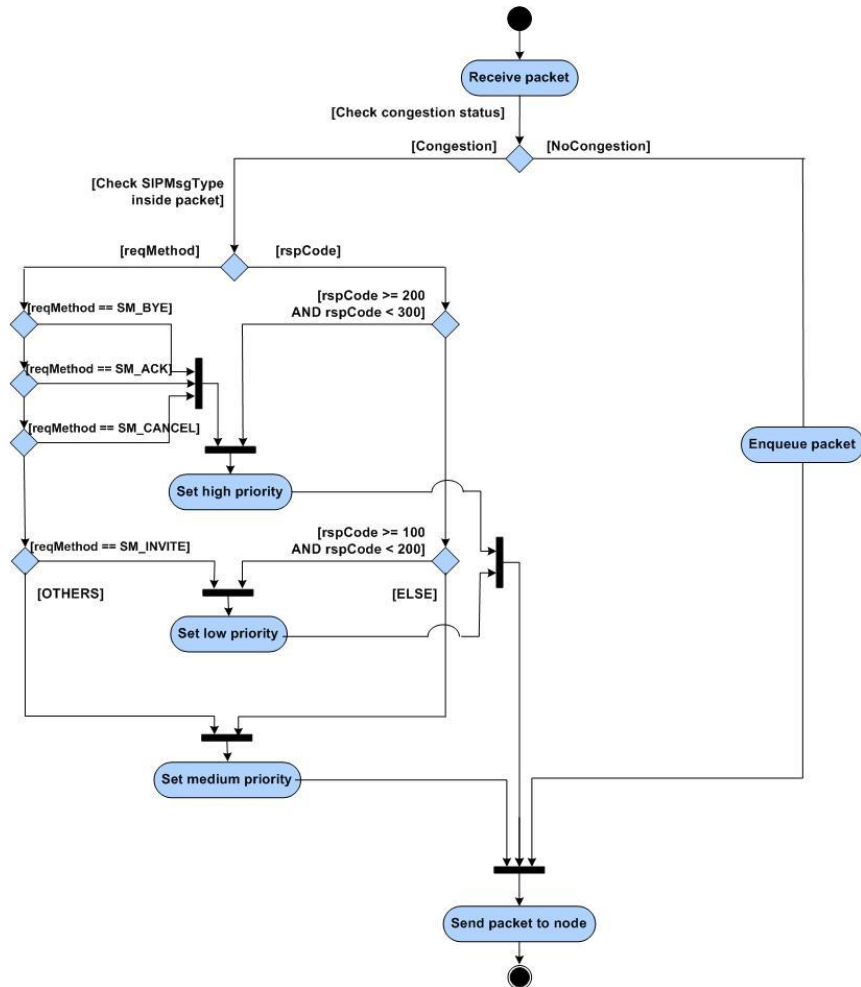 Receive packet
[Check congestion status]
[Congestion]
[NoCongestion]
[Check SIPMsgType
inside packet]
[reqMethod]
[rspCode]
[reqMethod == SM_BYE]
[rspCode >= 200
AND rspCode < 300]
[reqMethod == SM_ACK]
[reqMethod == SM_CANCEL]
Enqueue packet
Set high priority
[reqMethod == SM_INVITE]
[rspCode >= 100
AND rspCode < 200]
[OTHERS]
[ELSE]
Set low priority
Set medium priority
Send packet to node